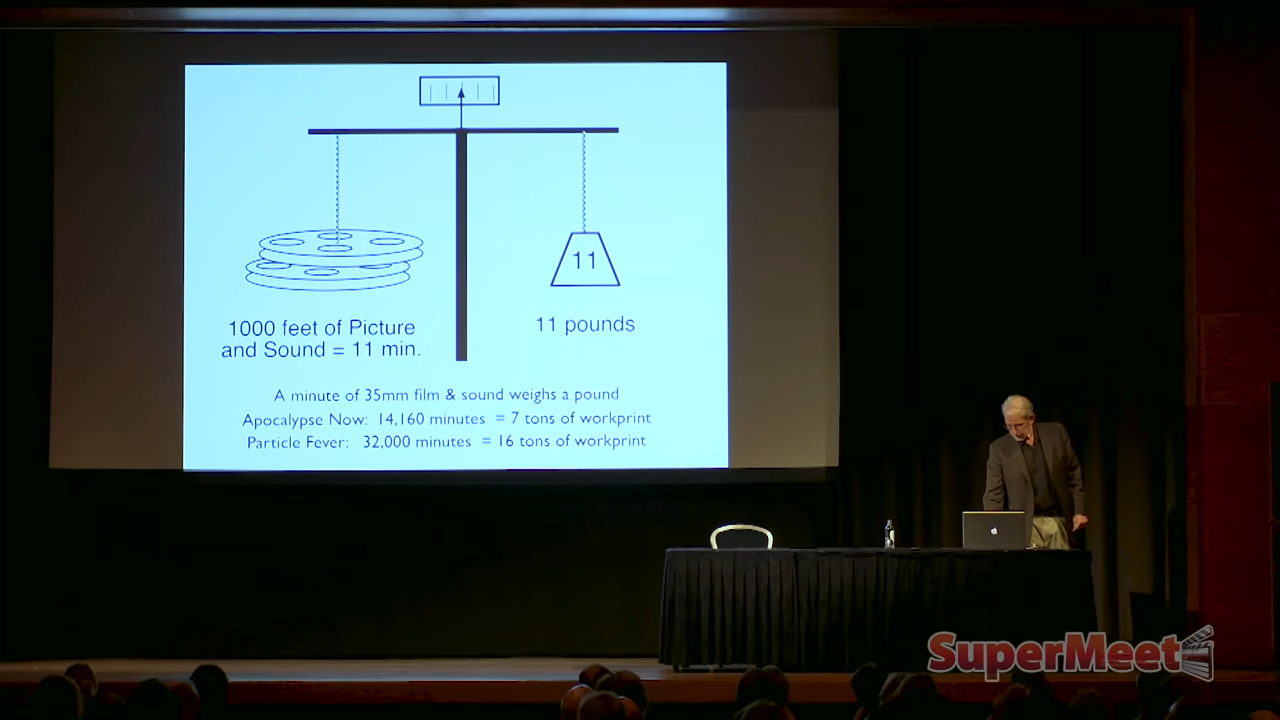 11
1000 feet of Picture
and Sound = 11 min.
11 pounds
A minute of 35mm film & sound weighs a pound
Apocalypse Now: 14,160 minutes = 7 tons of workprint
Particle Fever: 32,000 minutes = 16 tons of workprint
SuperMeet